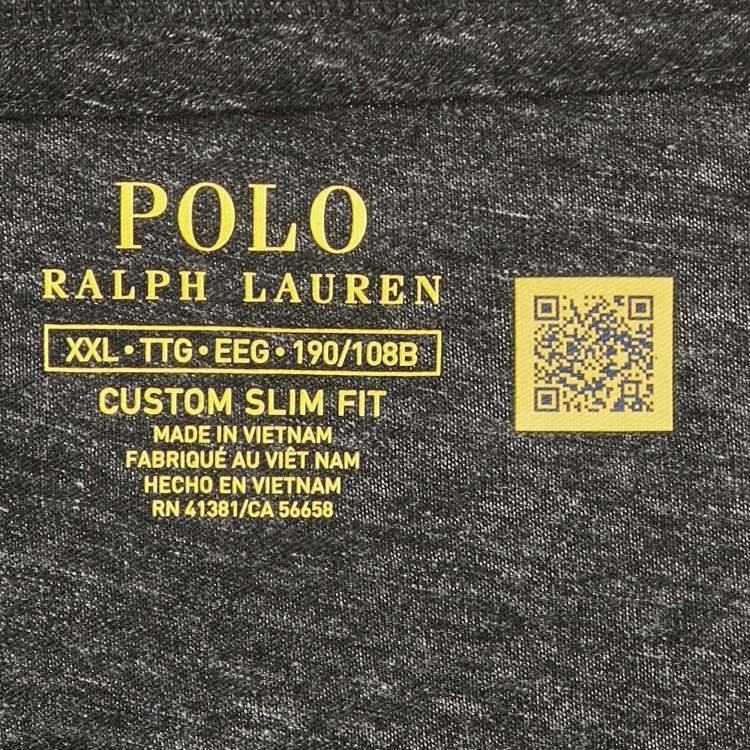 POLO
RALPH LAUREN
XXL • TTG • EEG • 190/108B
CUSTOM SLIM FIT
MADE IN VIETNAM
FABRIQUÉ AU VIÊT NAM
HECHO EN VIETNAM
RN 41381/CA 56658